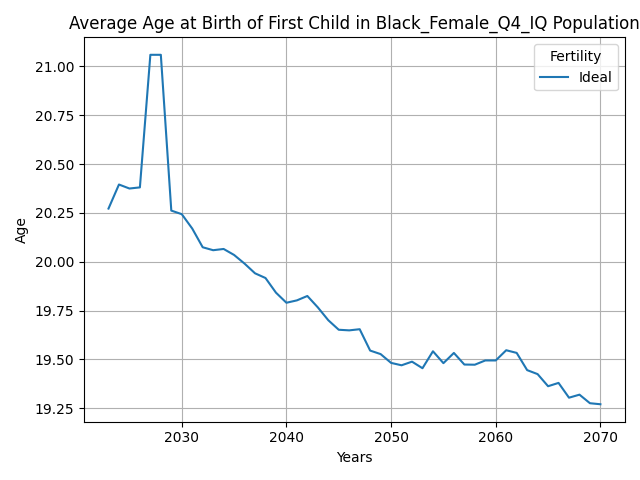 Average Age at Birth of First Child in Black_Female_Q4_IQ Population
Fertility
Ideal
21.00
20.75
20.50
20.25
20.00
19.75
19.50
19.25
Age
2030
2040
2050
2060
2070
Years